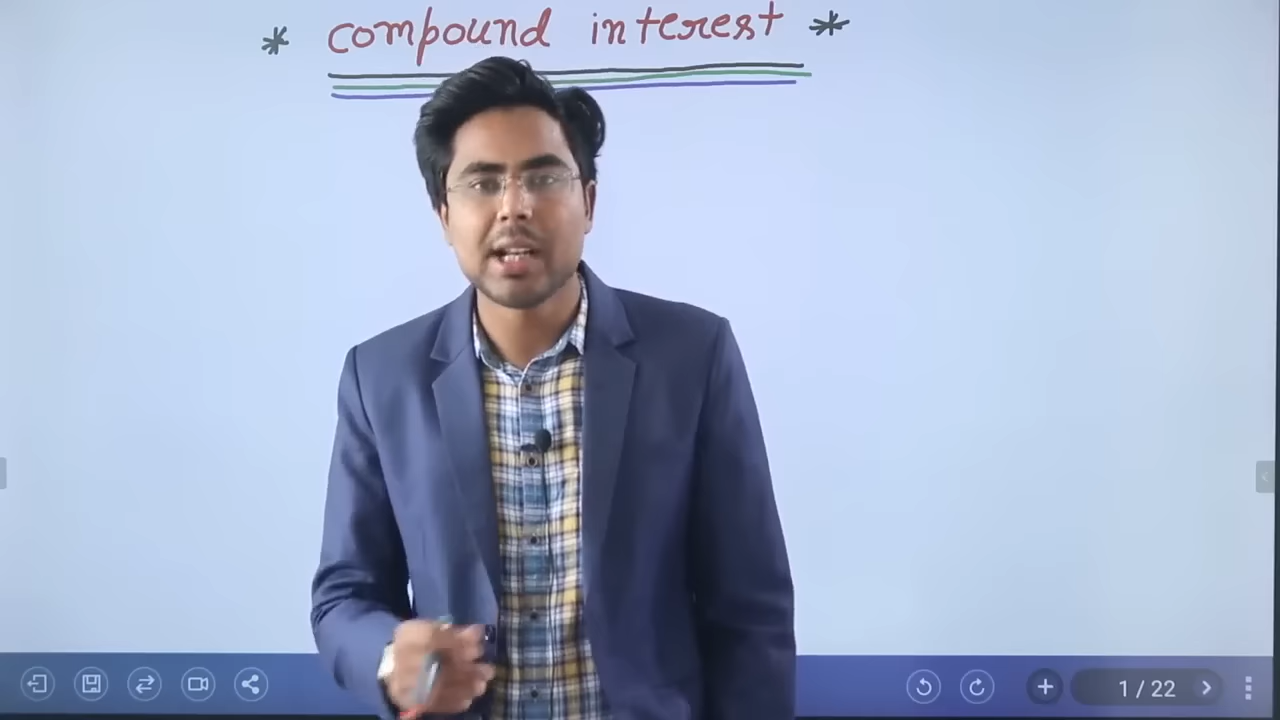 * compound interest *
1 / 22